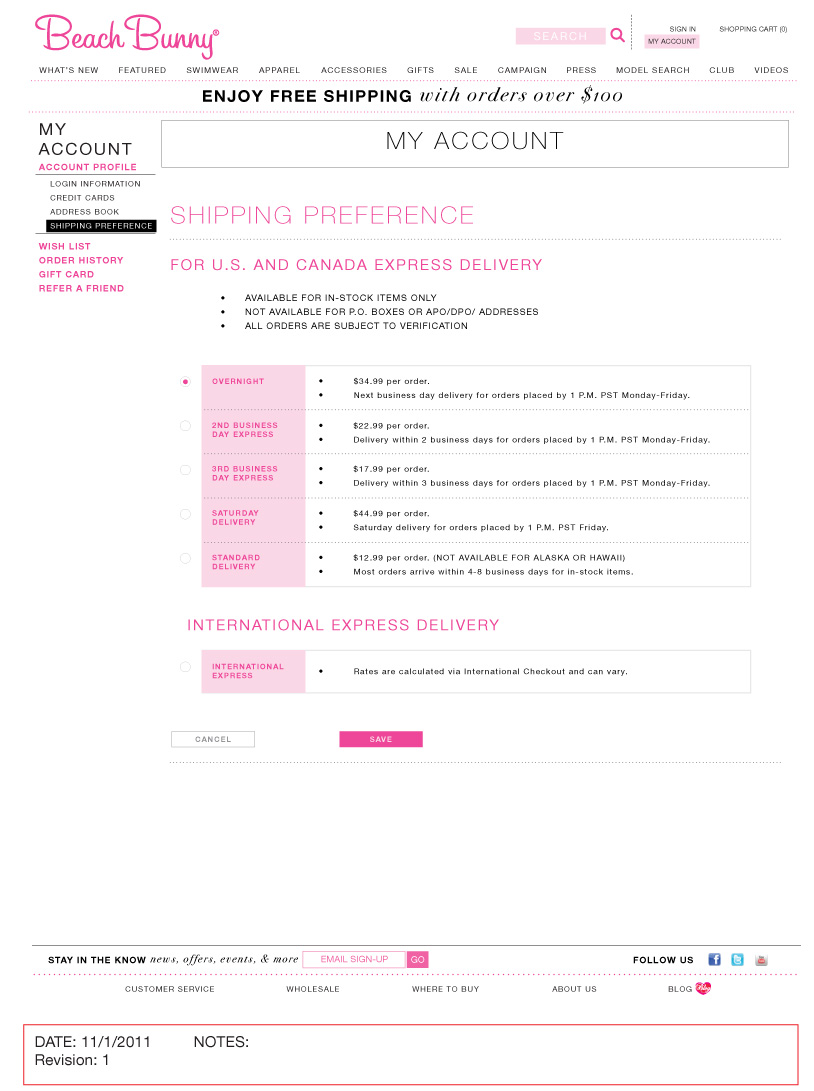 Beach Bunny®
SEARCH
SIGN IN
MY ACCOUNT
SHOPPING CART (0)
WHAT'S NEW FEATURED SWIMWEAR APPAREL ACCESSORIES GIFTS SALE CAMPAIGN PRESS MODEL SEARCH CLUB VIDEOS
ENJOY FREE SHIPPING with orders over $100
MY
ACCOUNT
ACCOUNT PROFILE
LOGIN INFORMATION
CREDIT CARDS
ADDRESS BOOK
SHIPPING PREFERENCE
WISH LIST
ORDER HISTORY
GIFT CARD
REFER A FRIEND
MY ACCOUNT
SHIPPING PREFERENCE
FOR U.S. AND CANADA EXPRESS DELIVERY
• AVAILABLE FOR IN-STOCK ITEMS ONLY
• NOT AVAILABLE FOR P.O. BOXES OR APO/DPO/ ADDRESSES
• ALL ORDERS ARE SUBJECT TO VERIFICATION
OVERNIGHT
• $34.99 per order.
• Next business day delivery for orders placed by 1 P.M. PST Monday-Friday.
2ND BUSINESS
DAY EXPRESS
• $22.99 per order.
• Delivery within 2 business days for orders placed by 1 P.M. PST Monday-Friday.
3RD BUSINESS
DAY EXPRESS
• $17.99 per order.
• Delivery within 3 business days for orders placed by 1 P.M. PST Monday-Friday.
SATURDAY
DELIVERY
• $44.99 per order.
• Saturday delivery for orders placed by 1 P.M. PST Friday.
STANDARD
DELIVERY
• $12.99 per order. (NOT AVAILABLE FOR ALASKA OR HAWAII)
• Most orders arrive within 4-8 business days for in-stock items.
INTERNATIONAL EXPRESS DELIVERY
INTERNATIONAL
EXPRESS
• Rates are calculated via International Checkout and can vary.
CANCEL SAVE
STAY IN THE KNOW news, offers, events, & more EMAIL SIGN-UP GO FOLLOW US
CUSTOMER SERVICE WHOLESALE WHERE TO BUY ABOUT US BLOG
DATE: 11/1/2011 NOTES:
Revision: 1